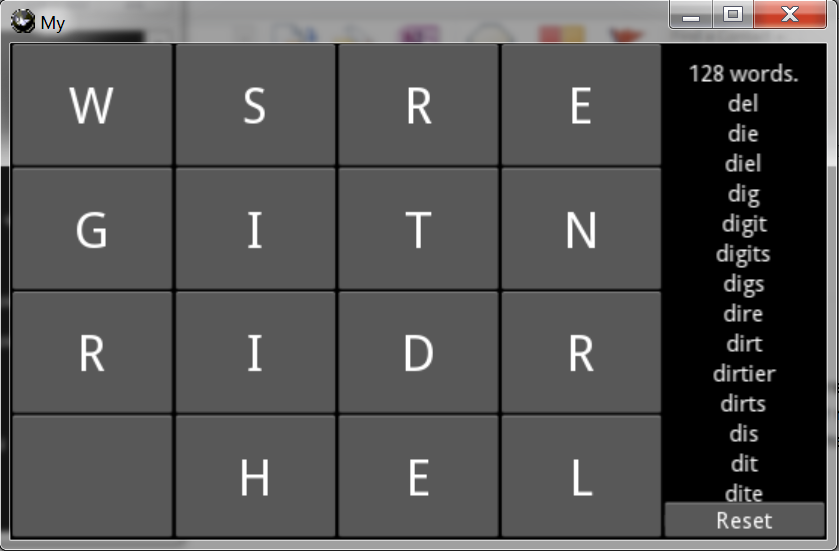 My
W S R E
G I T N
R I D R
H E L
128 words.
del
die
diel
dig
digit
digits
digs
dire
dirt
dirtier
dirts
dis
dit
dite
Reset